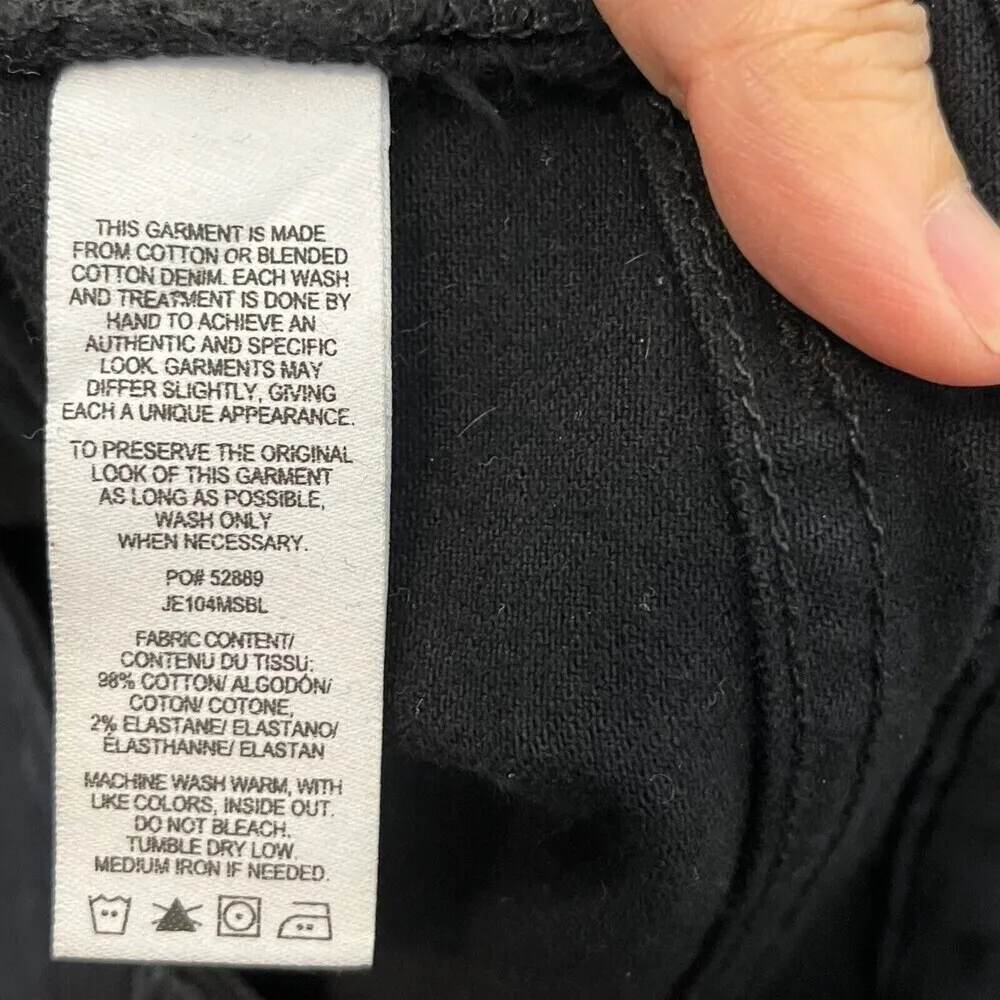 THIS GARMENT IS MADE
FROM COTTON OR BLENDED
COTTON DENIM. EACH WASH
AND TREATMENT IS DONE BY
HAND TO ACHIEVE AN
AUTHENTIC AND SPECIFIC
LOOK. GARMENTS MAY
DIFFER SLIGHTLY, GIVING
EACH A UNIQUE APPEARANCE.
TO PRESERVE THE ORIGINAL
LOOK OF THIS GARMENT
AS LONG AS POSSIBLE,
WASH ONLY
WHEN NECESSARY.
PO# 52889
JE104MSBL
FABRIC CONTENT/
CONTENU DU TISSU:
98% COTTON/ ALGODÓN/
COTON/ COTONE,
2% ELASTANE/ ELASTANO/
ÉLASTHANNE/ ELASTAN
MACHINE WASH WARM, WITH
LIKE COLORS, INSIDE OUT.
DO NOT BLEACH.
TUMBLE DRY LOW.
MEDIUM IRON IF NEEDED.